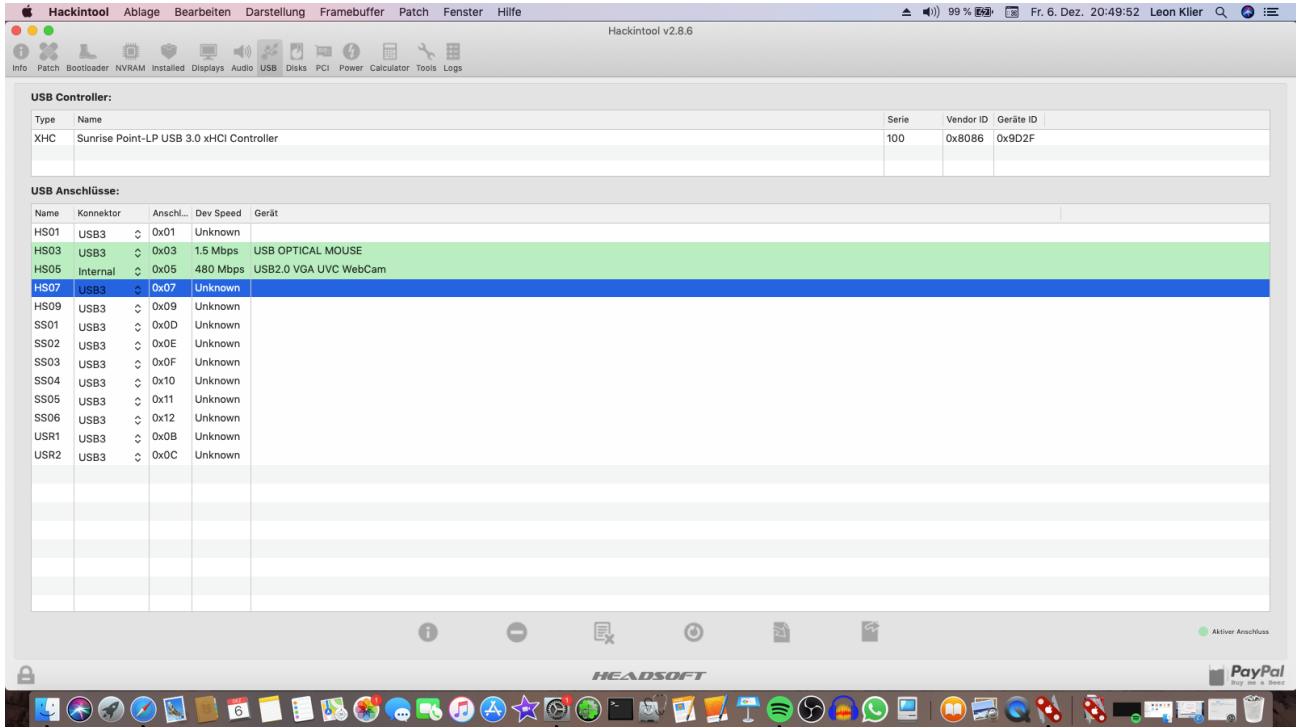 Hackintool Ablage Bearbeiten Darstellung Framebuffer Patch Fenster Hilfe 99 % Fr. 6. Dez. 20:49:52 Leon Klier
Hackintool v2.8.6
Info Patch Bootloader NVRAM Installed Displays Audio USB Disks PCI Power Calculator Tools Logs
USB Controller:
Type Name Serie Vendor ID Geräte ID
XHC Sunrise Point-LP USB 3.0 xHCI Controller 100 0x8086 0x9D2F
USB Anschlüsse:
Name Konnektor Anschl... Dev Speed Gerät
HS01 USB3 0x01 Unknown
HS03 USB3 0x03 1.5 Mbps USB OPTICAL MOUSE
HS05 Internal 0x05 480 Mbps USB2.0 VGA UVC WebCam
HS07 USB3 0x07 Unknown
HS09 USB3 0x09 Unknown
SS01 USB3 0x0D Unknown
SS02 USB3 0x0E Unknown
SS03 USB3 0x0F Unknown
SS04 USB3 0x10 Unknown
SS05 USB3 0x11 Unknown
SS06 USB3 0x12 Unknown
USR1 USB3 0x0B Unknown
USR2 USB3 0x0C Unknown
Aktiver Anschluss
HEADSOFT
PayPal
Buy me a Beer
6